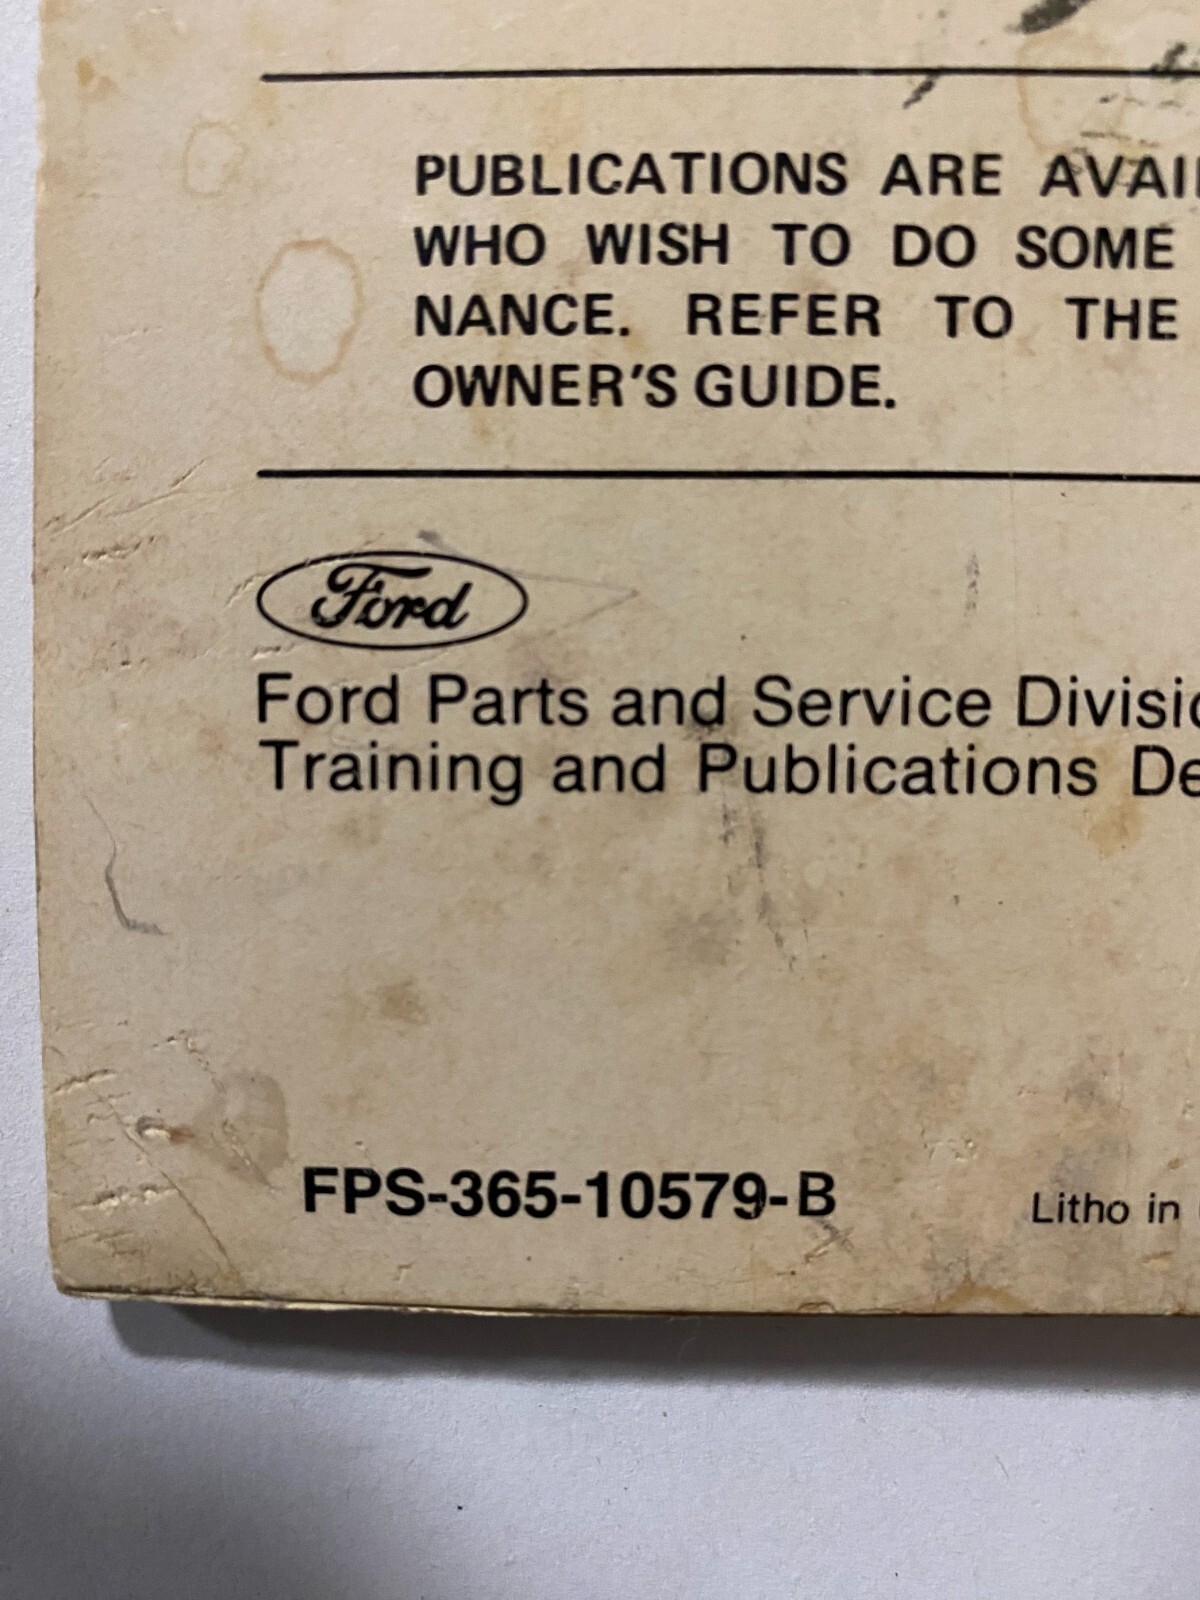 PUBLICATIONS ARE AVAI
WHO WISH TO DO SOME
NANCE. REFER TO THE
OWNER'S GUIDE.
Ford
Ford Parts and Service Divisio
Training and Publications De
FPS-365-10579-B
Litho in